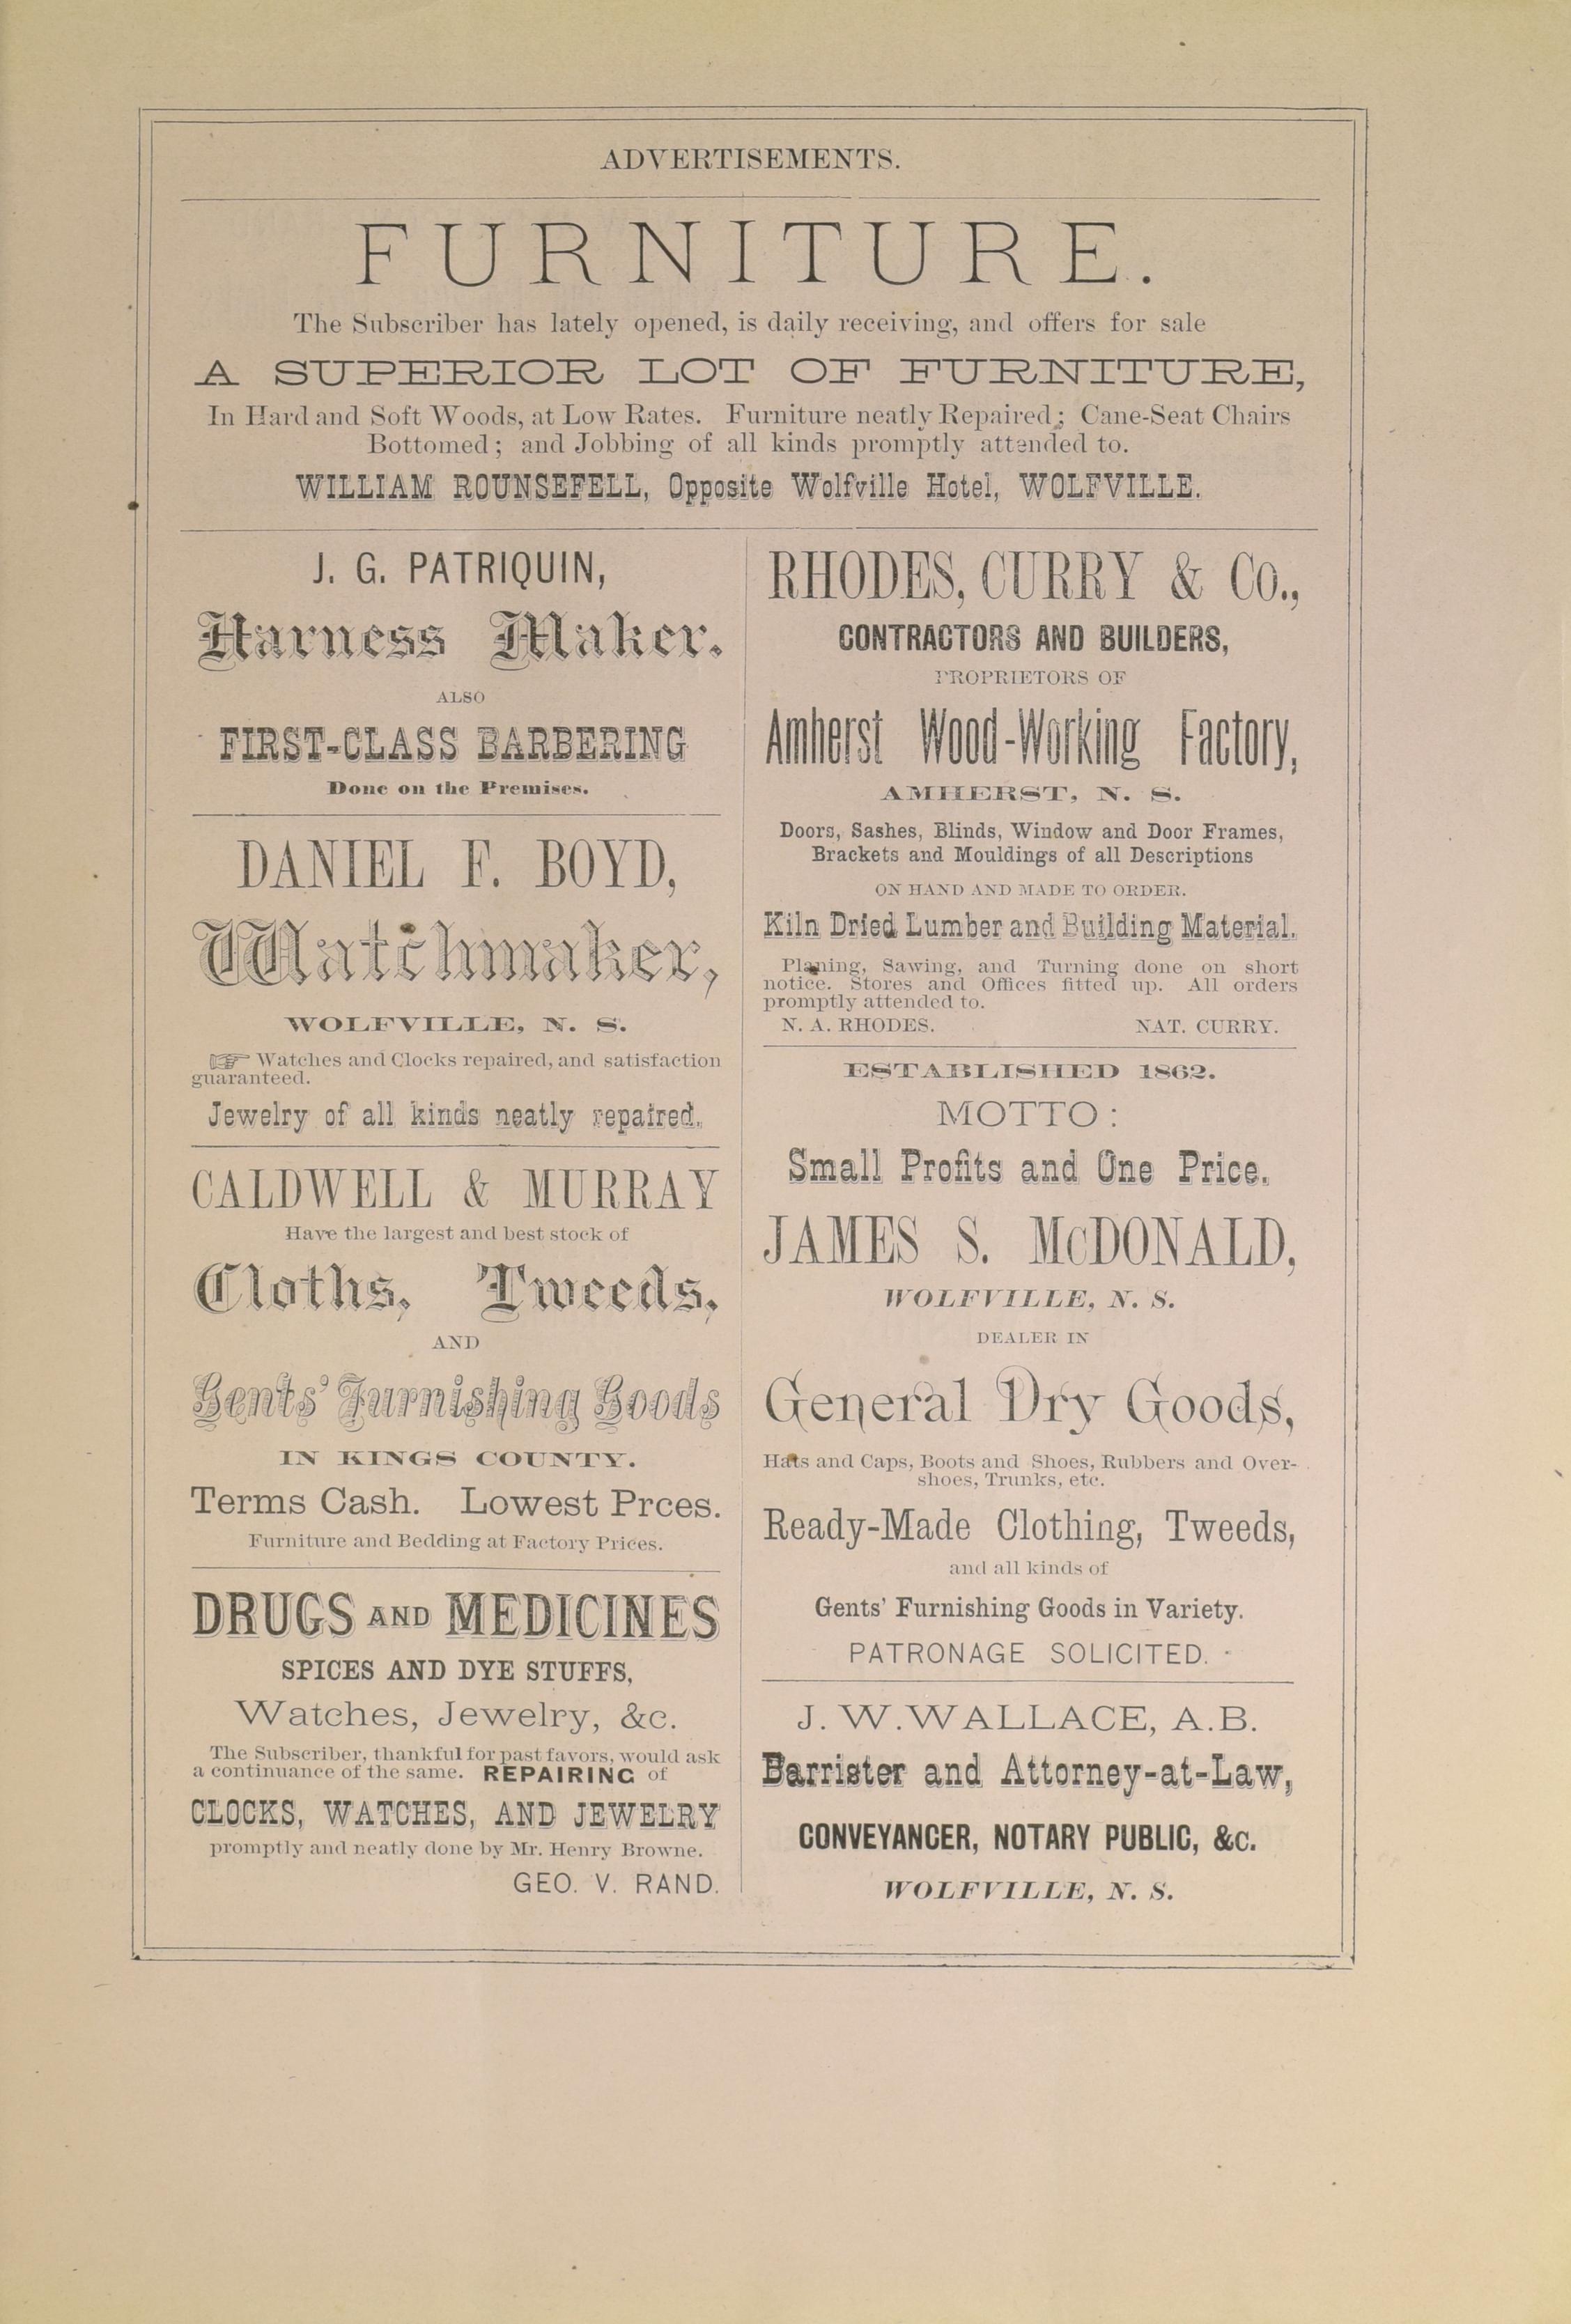 ADVERTISEMENTS.
FURNITURE.
The Subscriber has lately opened, is daily receiving, and offers for sale
A SUPERIOR LOT OF FURNITURE,
In Hard and Soft Woods, at Low Rates. Furniture neatly Repaired; Cane-Seat Chairs
Bottomed; and Jobbing of all kinds promptly attended to.
WILLIAM ROUNSEFELL, Opposite Wolfville Hotel, WOLFVILLE.
J. G. PATRIQUIN,
Harness Maker.
ALSO
FIRST-CLASS BARBERING
Done on the Premises.
DANIEL F. BOYD,
Watchmaker,
WOLFVILLE, N. S.
☞ Watches and Clocks repaired, and satisfaction
guaranteed.
Jewelry of all kinds neatly repaired.
CALDWELL & MURRAY
Have the largest and best stock of
Cloths, Tweeds,
AND
Gents' Furnishing Goods
IN KINGS COUNTY.
Terms Cash. Lowest Prces.
Furniture and Bedding at Factory Prices.
DRUGS AND MEDICINES
SPICES AND DYE STUFFS,
Watches, Jewelry, &c.
The Subscriber, thankful for past favors, would ask
a continuance of the same. REPAIRING of
CLOCKS, WATCHES, AND JEWELRY
promptly and neatly done by Mr. Henry Browne.
GEO. V. RAND.
RHODES, CURRY & Co.,
CONTRACTORS AND BUILDERS,
PROPRIETORS OF
Amherst Wood-Working Factory,
AMHERST, N. S.
Doors, Sashes, Blinds, Window and Door Frames,
Brackets and Mouldings of all Descriptions
ON HAND AND MADE TO ORDER.
Kiln Dried Lumber and Building Material.
Planing, Sawing, and Turning done on short
notice. Stores and Offices fitted up. All orders
promptly attended to.
N. A. RHODES. NAT. CURRY.
ESTABLISHED 1862.
MOTTO:
Small Profits and One Price.
JAMES S. McDONALD,
WOLFVILLE, N. S.
DEALER IN
General Dry Goods,
Hats and Caps, Boots and Shoes, Rubbers and Over-
shoes, Trunks, etc.
Ready-Made Clothing, Tweeds,
and all kinds of
Gents' Furnishing Goods in Variety.
PATRONAGE SOLICITED.
J. W. WALLACE, A.B.
Barrister and Attorney-at-Law,
CONVEYANCER, NOTARY PUBLIC, &c.
WOLFVILLE, N. S.